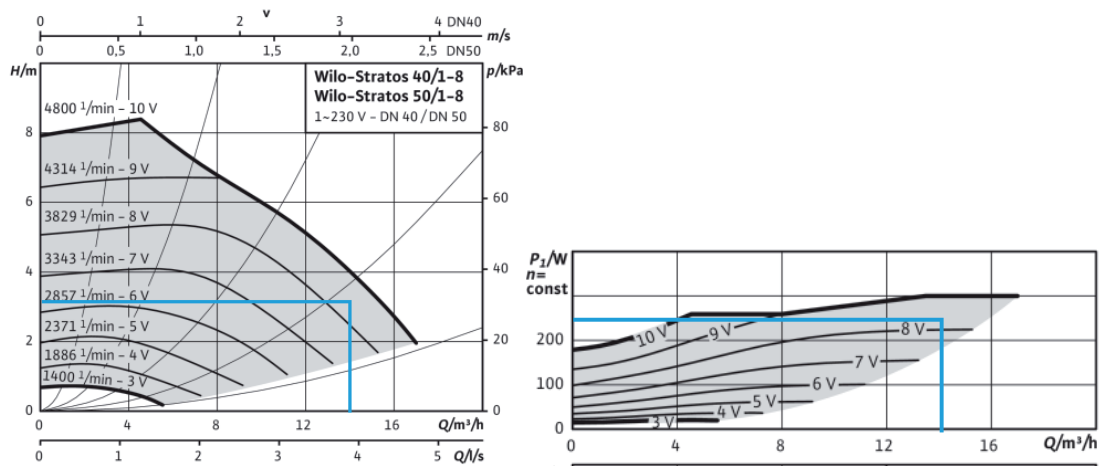 v
0 1 2 3 4 DN40
m/s
0 0,5 1,0 1,5 2,0 2,5 DN50
H/m
p/kPa
Wilo-Stratos 40/1-8
Wilo-Stratos 50/1-8
1~230 V - DN 40 / DN 50
4800 1/min - 10 V
8
80
4314 1/min - 9 V
6
60
3829 1/min - 8 V
3343 1/min - 7 V
4
40
2857 1/min - 6 V
2371 1/min - 5 V
2
20
1886 1/min - 4 V
1400 1/min - 3 V
0
0
0 4 8 12 16 Q/m³/h
0 1 2 3 4 5 Q/l/s
P1/W
n=
const
200
100
0
10 V
9 V
8 V
7 V
6 V
5 V
4 V
3 V
0 4 8 12 16 Q/m³/h